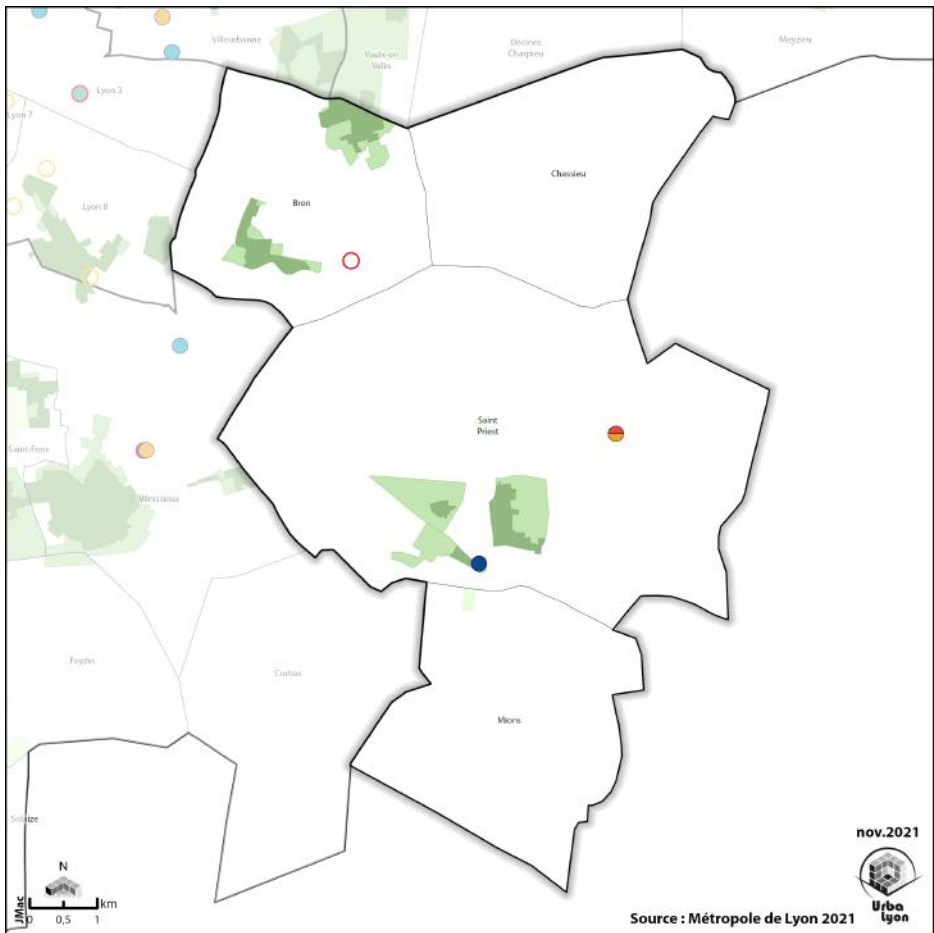 Villeurbanne
Vaulx-en
Velin
Décines
Charpieu
Meyzieu
Lyon 3
Lyon 7
Chassieu
Bron
Lyon 8
Saint
Priest
Saint-Fons
Vénissieux
Feyzin
Corbas
Mions
Solaize
nov.2021
N
JMac
km
0 0,5 1
Urba
Lyon
Source : Métropole de Lyon 2021